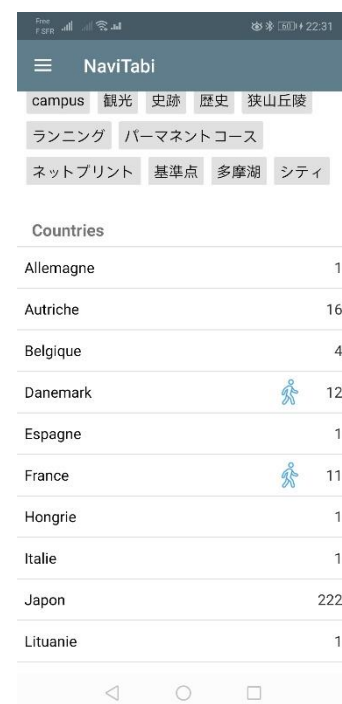 Free
F SFR
60
22:31
NaviTabi
campus 観光 史跡 歴史 狭山丘陵
ランニング パーマネントコース
ネットプリント 基準点 多摩湖 シティ
Countries
Allemagne 1
Autriche 16
Belgique 4
Danemark 12
Espagne 1
France 11
Hongrie 1
Italie 1
Japon 222
Lituanie 1